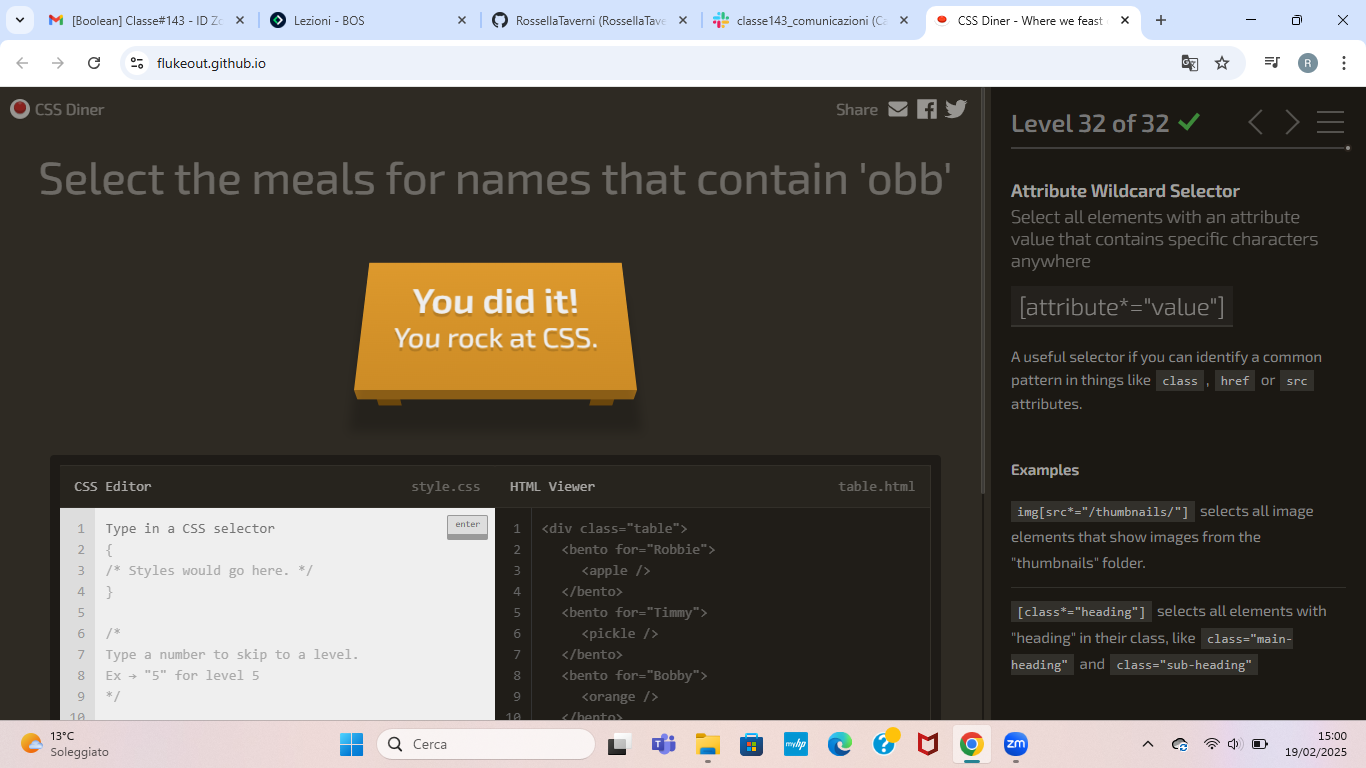 [Boolean] Classe#143 - ID Zo
Lezioni - BOS
RossellaTaverni (RossellaTave
classe143_comunicazioni (Ca
CSS Diner - Where we feast
flukeout.github.io
R
CSS Diner
Share
Select the meals for names that contain 'obb'
You did it!
You rock at CSS.
CSS Editor
style.css
HTML Viewer
table.html
1 Type in a CSS selector
enter
2 {
3 /* Styles would go here. */
4 }
5
6 /*
7 Type a number to skip to a level.
8 Ex → "5" for level 5
9 */
10
1 <div class="table">
2 <bento for="Robbie">
3 <apple />
4 </bento>
5 <bento for="Timmy">
6 <pickle />
7 </bento>
8 <bento for="Bobby">
9 <orange />
10 </bento>
Level 32 of 32
Attribute Wildcard Selector
Select all elements with an attribute
value that contains specific characters
anywhere
[attribute*="value"]
A useful selector if you can identify a common
pattern in things like class , href or src
attributes.
Examples
img[src*="/thumbnails/"] selects all image
elements that show images from the
"thumbnails" folder.
[class*="heading"] selects all elements with
"heading" in their class, like class="main-
heading" and class="sub-heading"
13°C
Soleggiato
Cerca
myhp
zm
15:00
19/02/2025